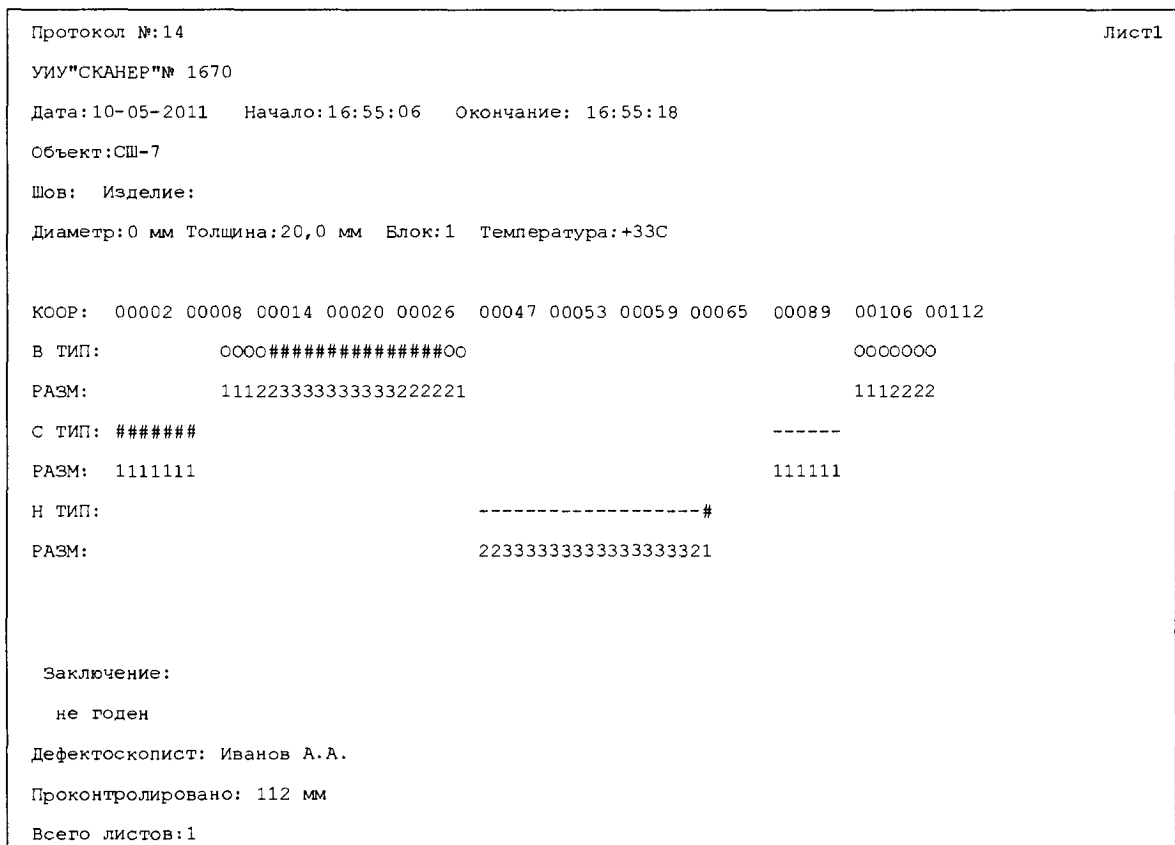 Протокол №:14 Лист1
УИУ"СКАНЕР"№ 1670
Дата:10-05-2011 Начало:16:55:06 Окончание: 16:55:18
Объект:СШ-7
Шов: Изделие:
Диаметр:0 мм Толщина:20,0 мм Блок:1 Температура:+33С
КООР: 00002 00008 00014 00020 00026 00047 00053 00059 00065 00089 00106 00112
В ТИП: OOOO###############OO OOOOOOO
РАЗМ: 111223333333333222221 1112222
С ТИП: ####### ------
РАЗМ: 1111111 111111
Н ТИП: -------------------#
РАЗМ: 22333333333333333321
Заключение:
не годен
Дефектоскопист: Иванов А.А.
Проконтролировано: 112 мм
Всего листов:1